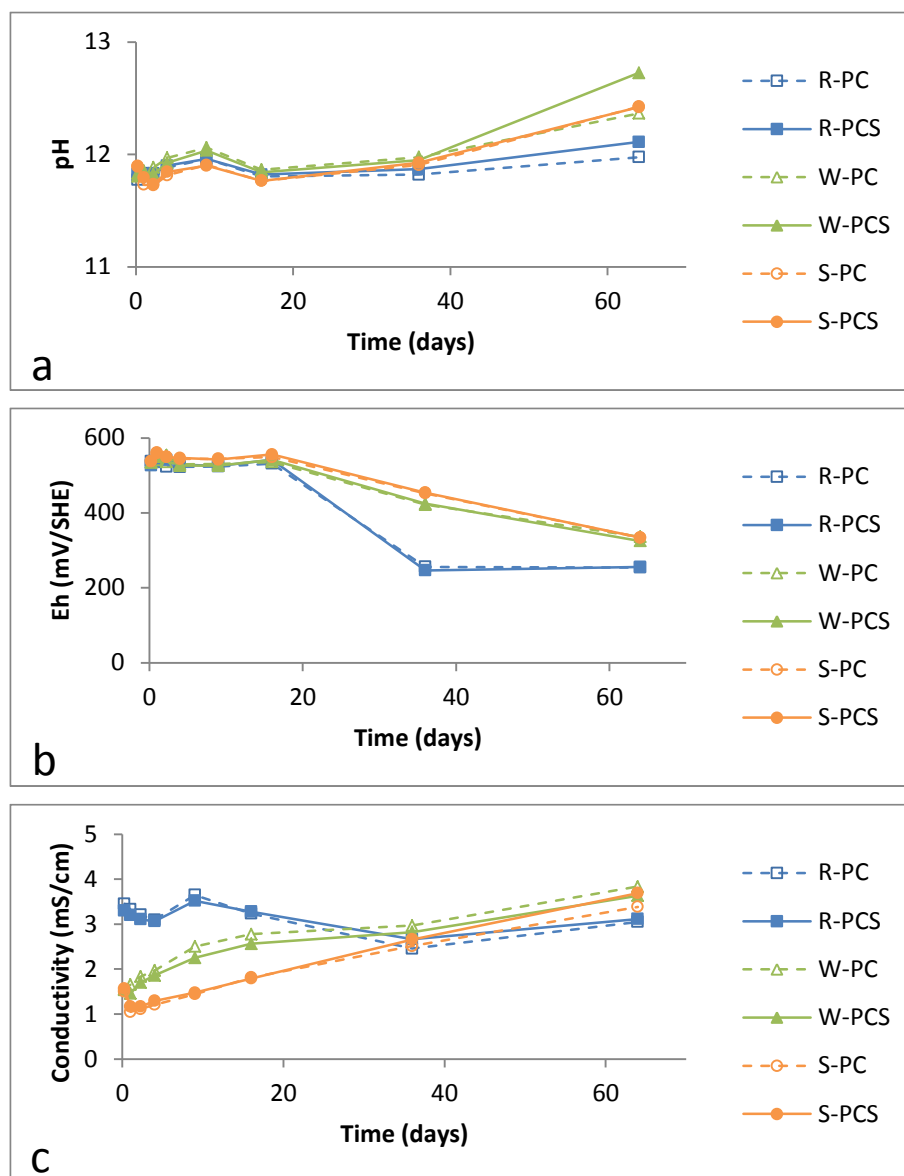 13
12
11
pH
0
20
40
60
Time (days)
R-PC
R-PCS
W-PC
W-PCS
S-PC
S-PCS
a
600
400
200
0
Eh (mV/SHE)
0
20
40
60
Time (days)
R-PC
R-PCS
W-PC
W-PCS
S-PC
S-PCS
b
5
4
3
2
1
0
Conductivity (mS/cm)
0
20
40
60
Time (days)
R-PC
R-PCS
W-PC
W-PCS
S-PC
S-PCS
c